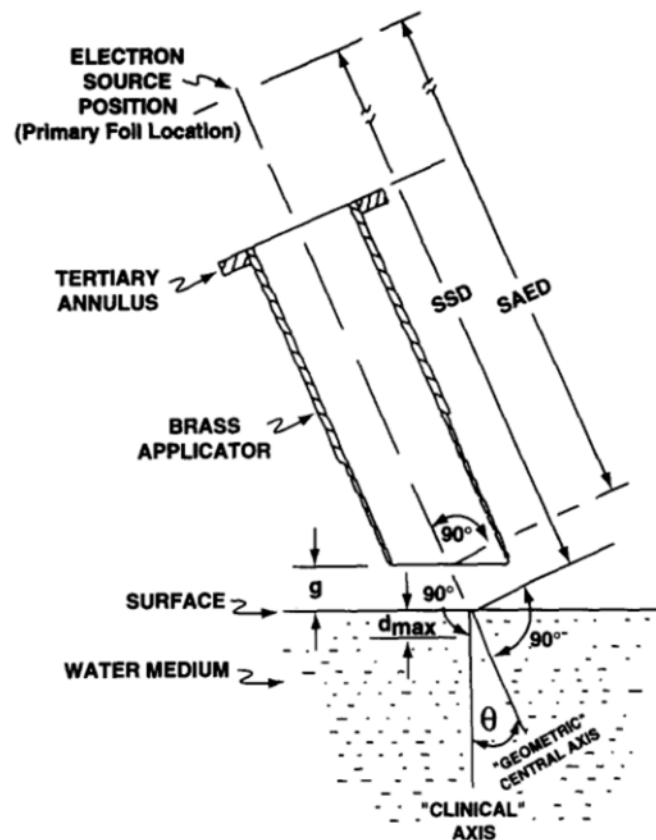 ELECTRON
SOURCE
POSITION
(Primary Foil Location)
TERTIARY
ANNULUS
SSD
SAED
BRASS
APPLICATOR
90°
g
90°
SURFACE
dmax
90°
WATER MEDIUM
θ
"GEOMETRIC"
CENTRAL AXIS
"CLINICAL"
AXIS